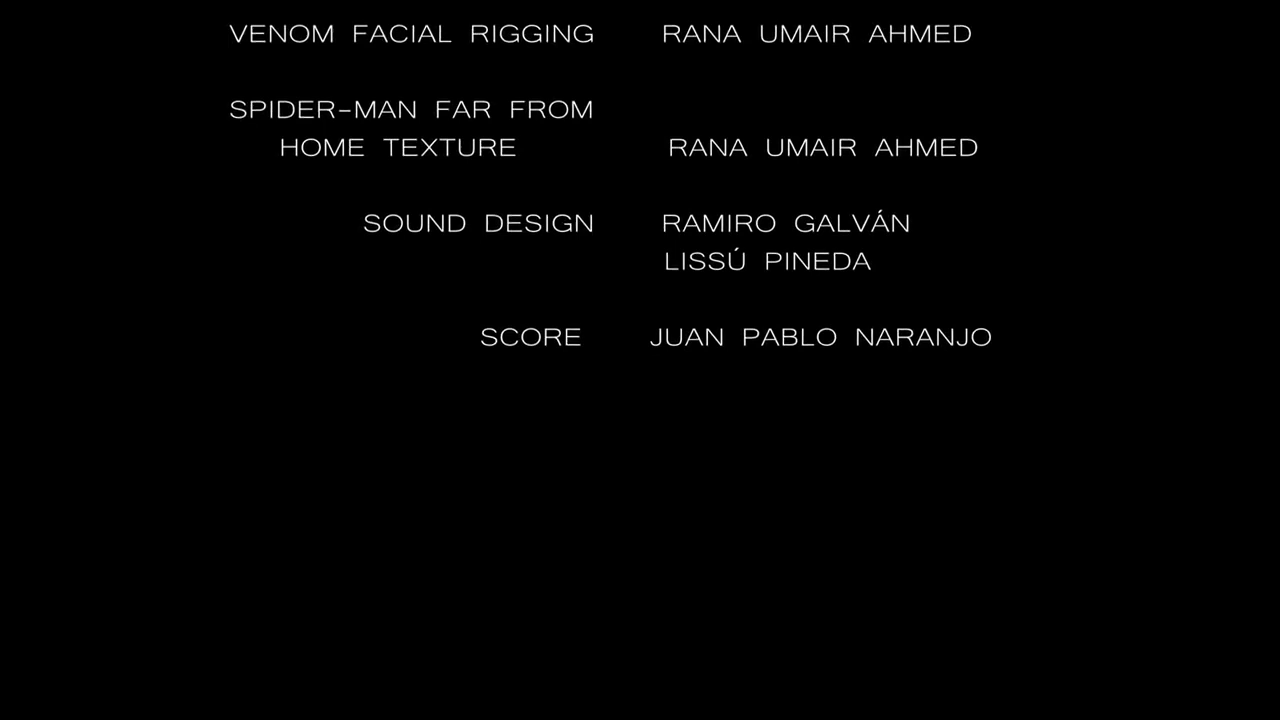 VENOM FACIAL RIGGING RANA UMAIR AHMED
SPIDER-MAN FAR FROM
HOME TEXTURE RANA UMAIR AHMED
SOUND DESIGN RAMIRO GALVÁN
LISSÚ PINEDA
SCORE JUAN PABLO NARANJO